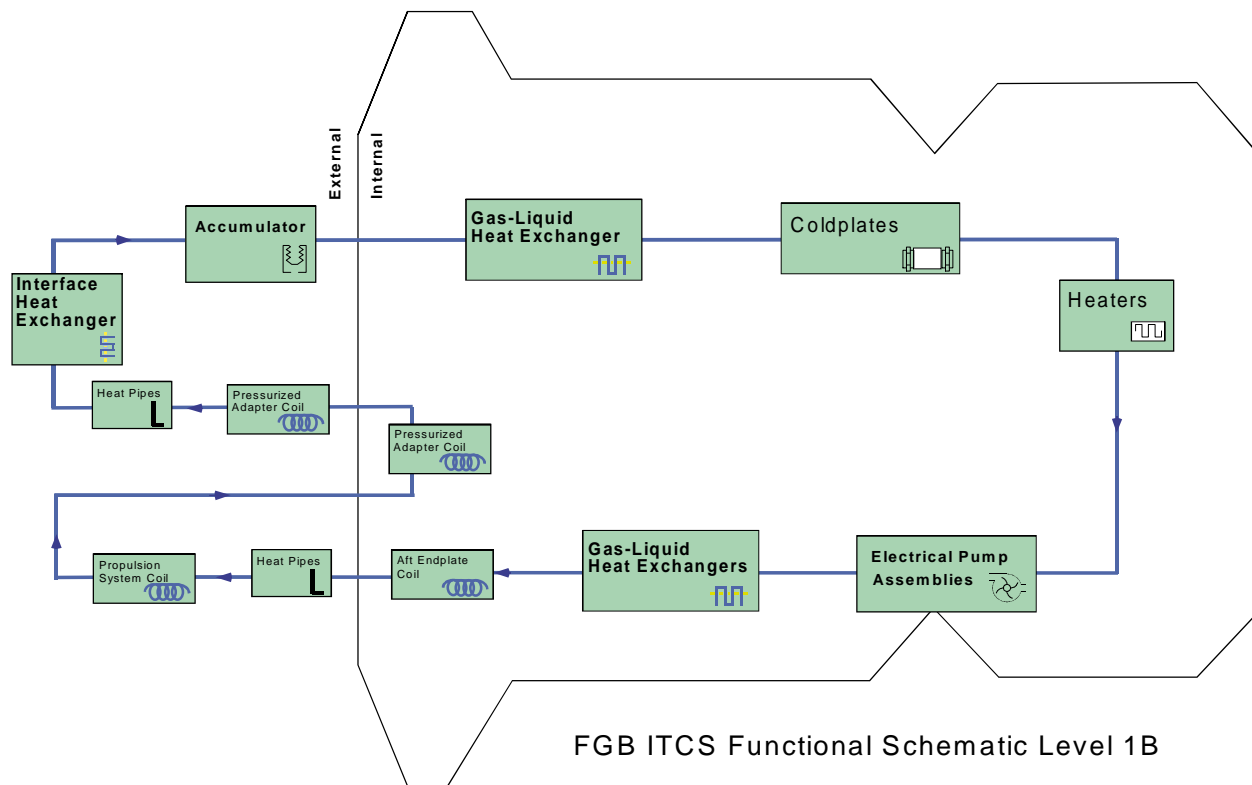 External
Internal
Accumulator
Gas-Liquid
Heat Exchanger
Coldplates
Interface
Heat
Exchanger
Heaters
Heat Pipes
Pressurized
Adapter Coil
Pressurized
Adapter Coil
Propulsion
System Coil
Heat Pipes
Aft Endplate
Coil
Gas-Liquid
Heat Exchangers
Electrical Pump
Assemblies
FGB ITCS Functional Schematic Level 1B